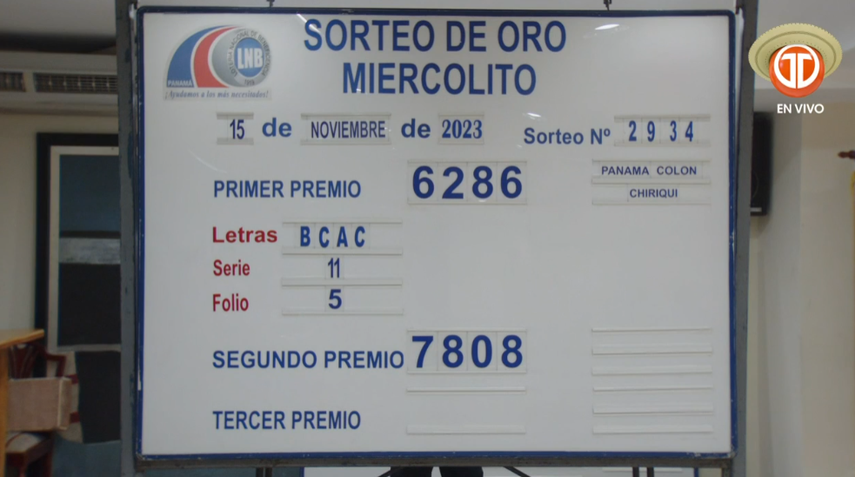 SORTEO DE ORO
MIERCOLITO
LNB
PANAMA
¡Ayudamos a los más necesitados!
15 de NOVIEMBRE de 2023 Sorteo Nº 2934
PRIMER PREMIO 6286 PANAMA COLON
CHIRIQUI
Letras BCAC
Serie 11
Folio 5
SEGUNDO PREMIO 7808
TERCER PREMIO
EN VIVO